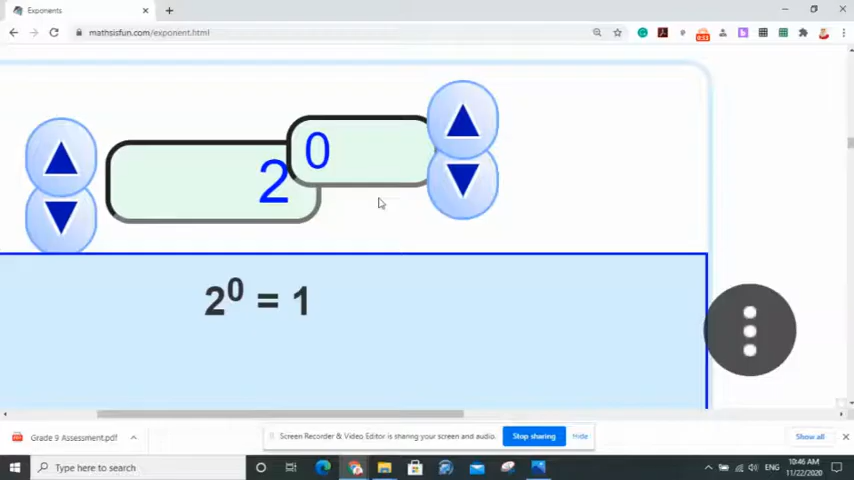 Exponents
mathsisfun.com/exponent.html
0:53
2 0
2⁰ = 1
Grade 9 Assessment.pdf
Screen Recorder & Video Editor is sharing your screen and audio.
Stop sharing
Hide
Show all
Type here to search
ENG
10:46 AM
11/22/2020